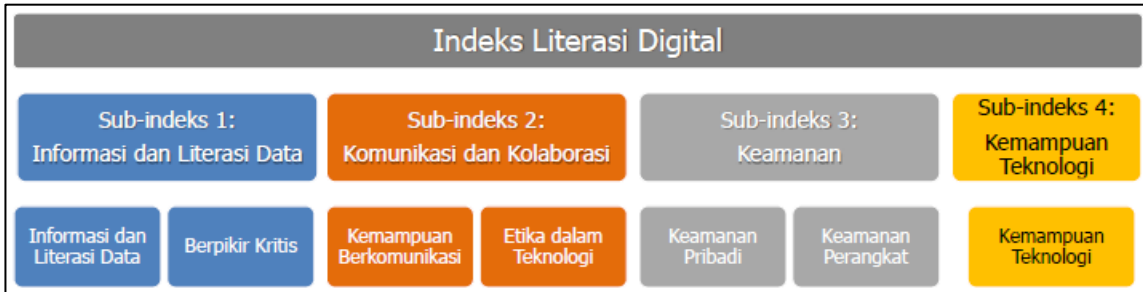 Indeks Literasi Digital
Sub-indeks 1:
Informasi dan Literasi Data
Sub-indeks 2:
Komunikasi dan Kolaborasi
Sub-indeks 3:
Keamanan
Sub-indeks 4:
Kemampuan
Teknologi
Informasi dan
Literasi Data
Berpikir Kritis
Kemampuan
Berkomunikasi
Etika dalam
Teknologi
Keamanan
Pribadi
Keamanan
Perangkat
Kemampuan
Teknologi